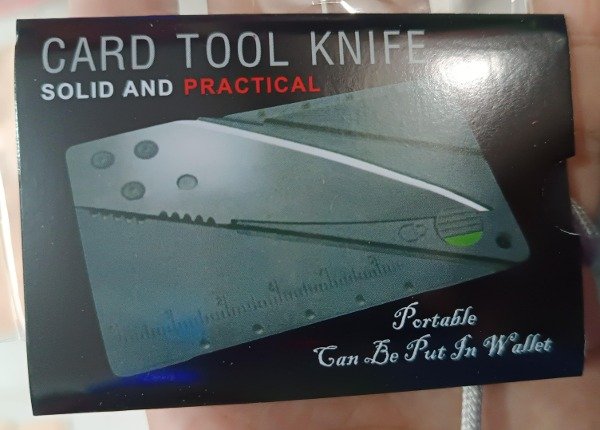 CARD TOOL KNIFE
SOLID AND PRACTICAL
Portable
Can Be Put In Wallet